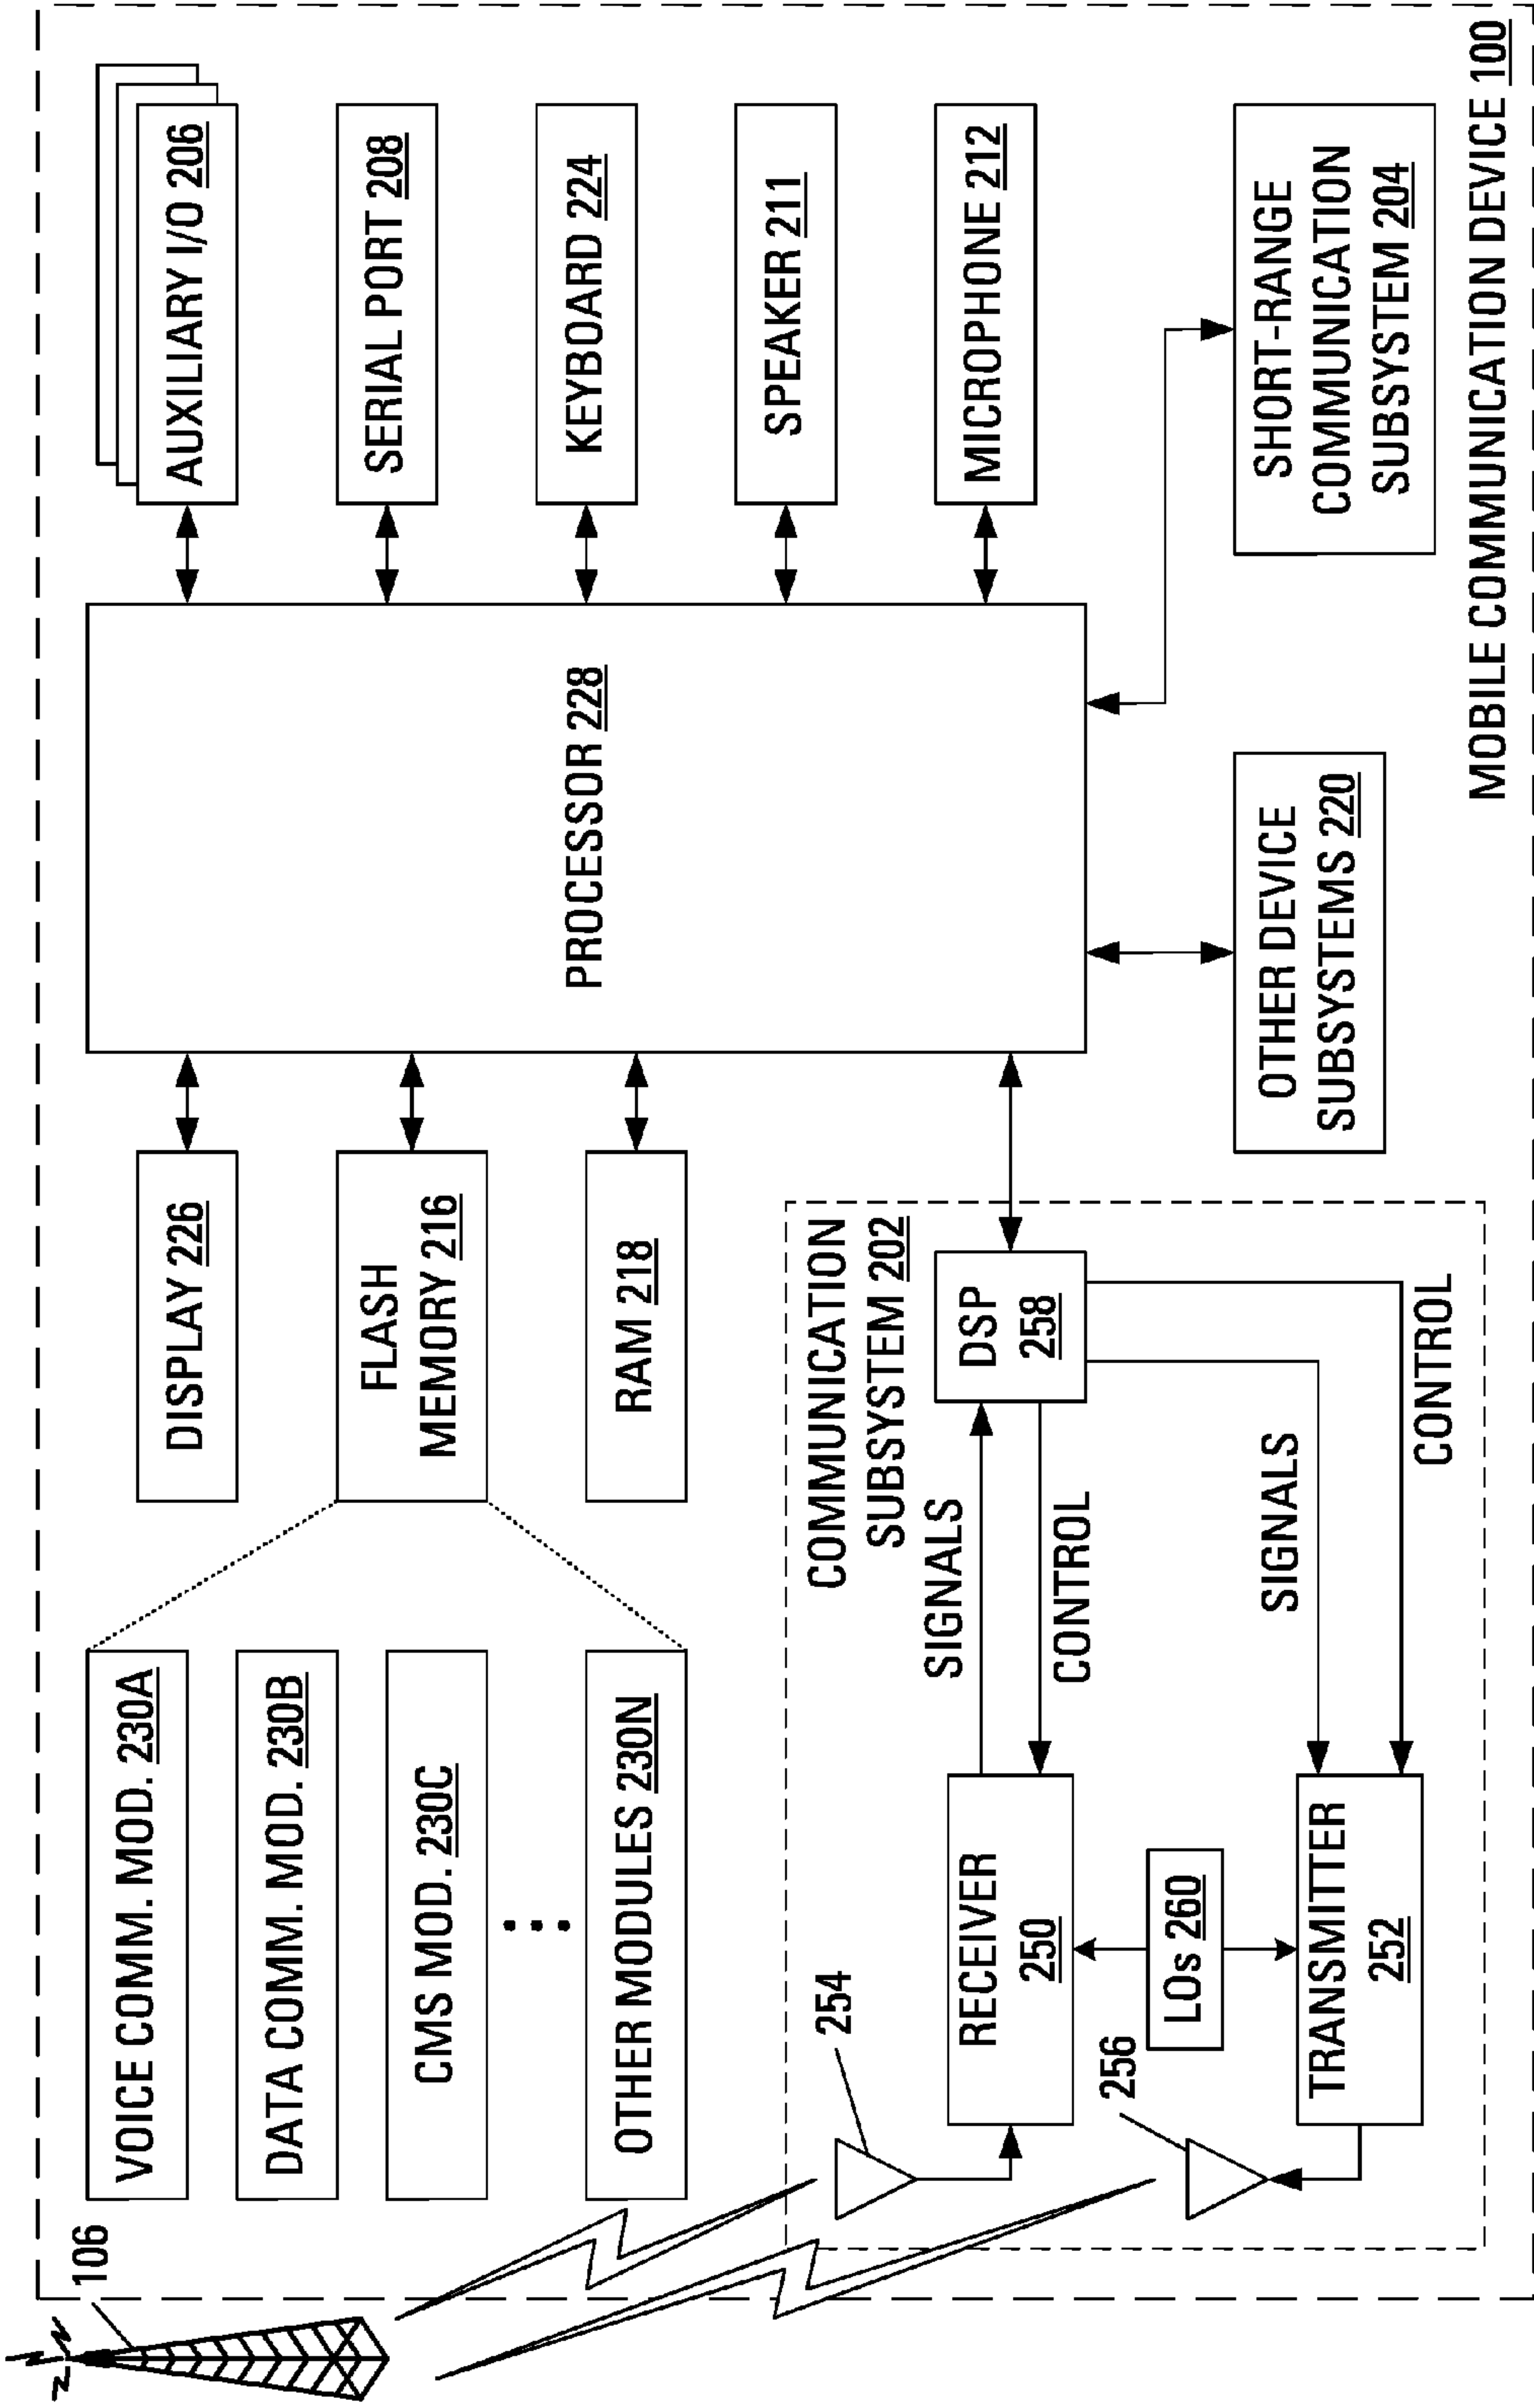 106
VOICE COMM. MOD. 230A
DATA COMM. MOD. 230B
CMS MOD. 230C
OTHER MODULES 230N
DISPLAY 226
FLASH
MEMORY 216
RAM 218
PROCESSOR 228
AUXILIARY I/O 206
SERIAL PORT 208
KEYBOARD 224
SPEAKER 211
MICROPHONE 212
COMMUNICATION
SUBSYSTEM 202
254
RECEIVER
250
SIGNALS
CONTROL
DSP
258
256
LOs 260
TRANSMITTER
252
SIGNALS
CONTROL
OTHER DEVICE
SUBSYSTEMS 220
SHORT-RANGE
COMMUNICATION
SUBSYSTEM 204
MOBILE COMMUNICATION DEVICE 100